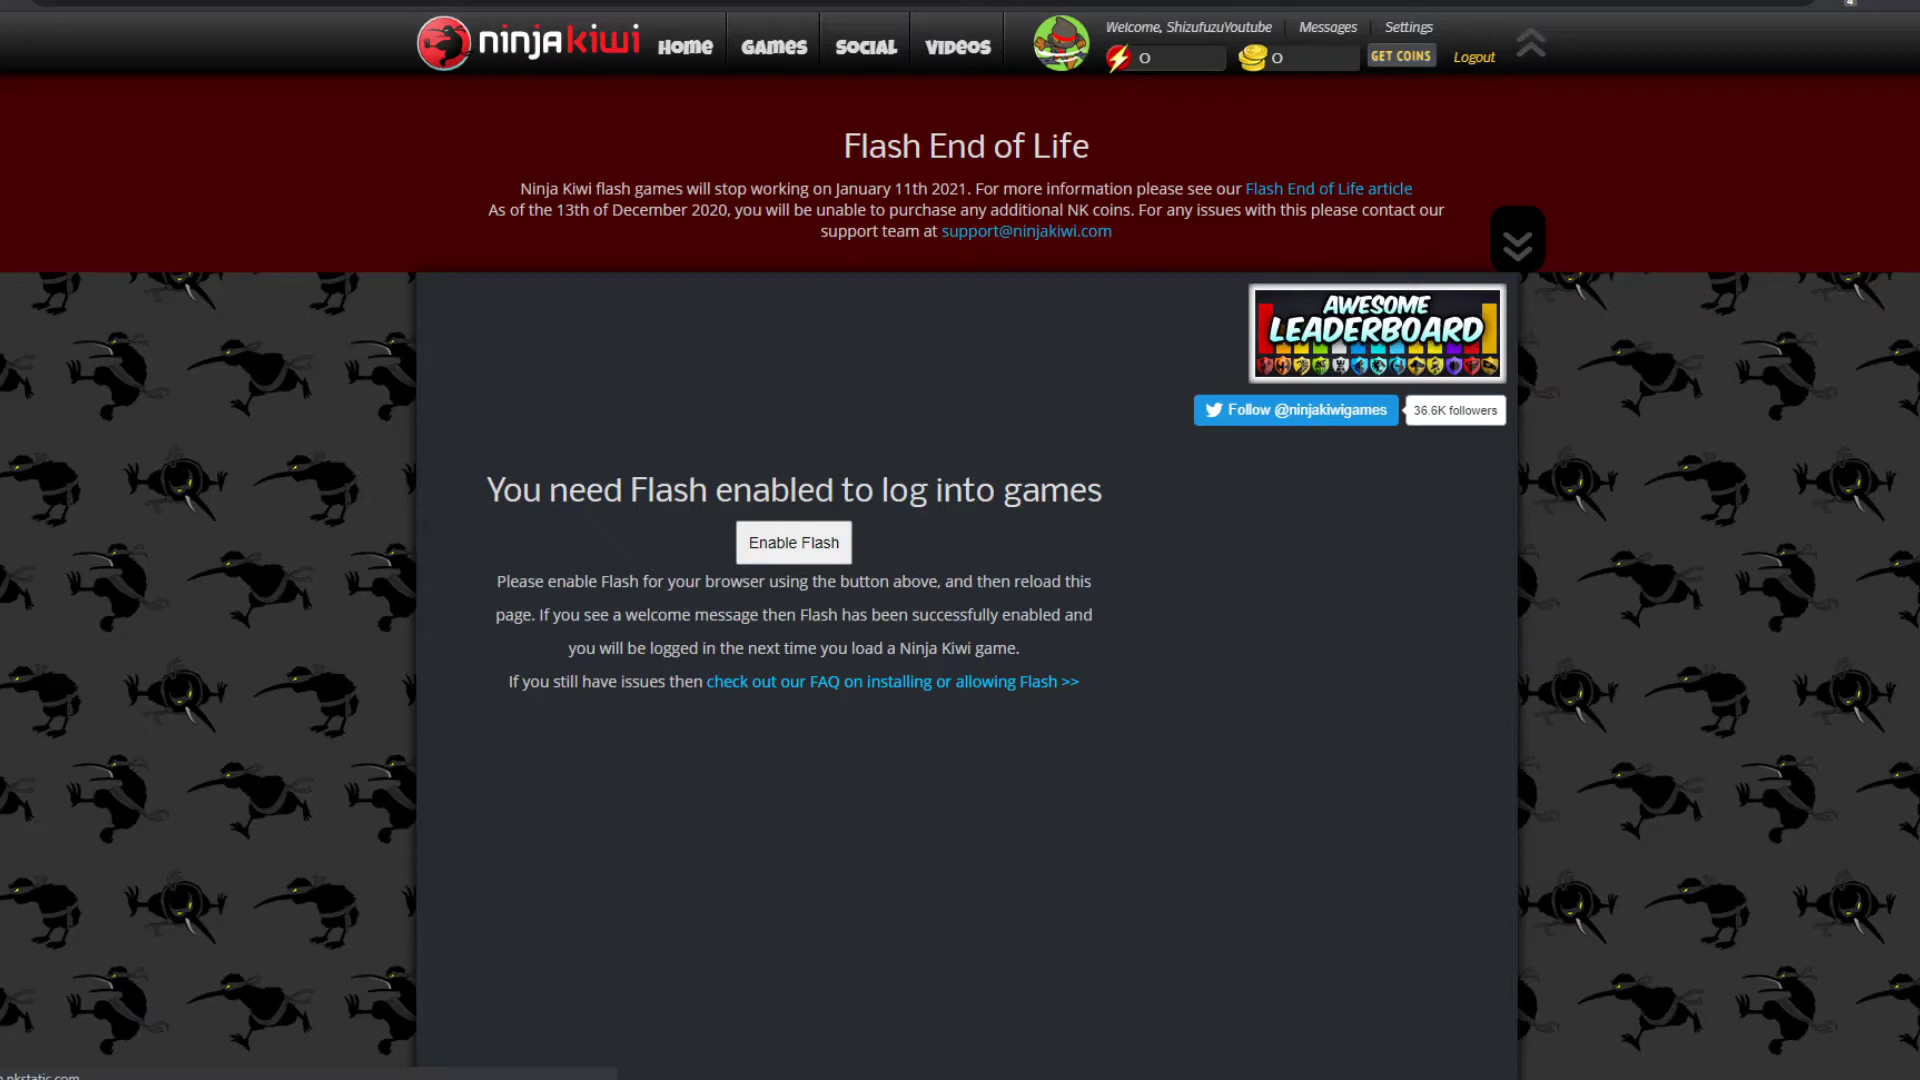 ninjakiwi
Home
Games
Social
Videos
Welcome, ShizufuzuYoutube
Messages
Settings
0
0
GET COINS
Logout
Flash End of Life
Ninja Kiwi flash games will stop working on January 11th 2021. For more information please see our Flash End of Life article
As of the 13th of December 2020, you will be unable to purchase any additional NK coins. For any issues with this please contact our
support team at support@ninjakiwi.com
AWESOME
LEADERBOARD
Follow @ninjakiwigames
36.6K followers
You need Flash enabled to log into games
Enable Flash
Please enable Flash for your browser using the button above, and then reload this
page. If you see a welcome message then Flash has been successfully enabled and
you will be logged in the next time you load a Ninja Kiwi game.
If you still have issues then check out our FAQ on installing or allowing Flash >>